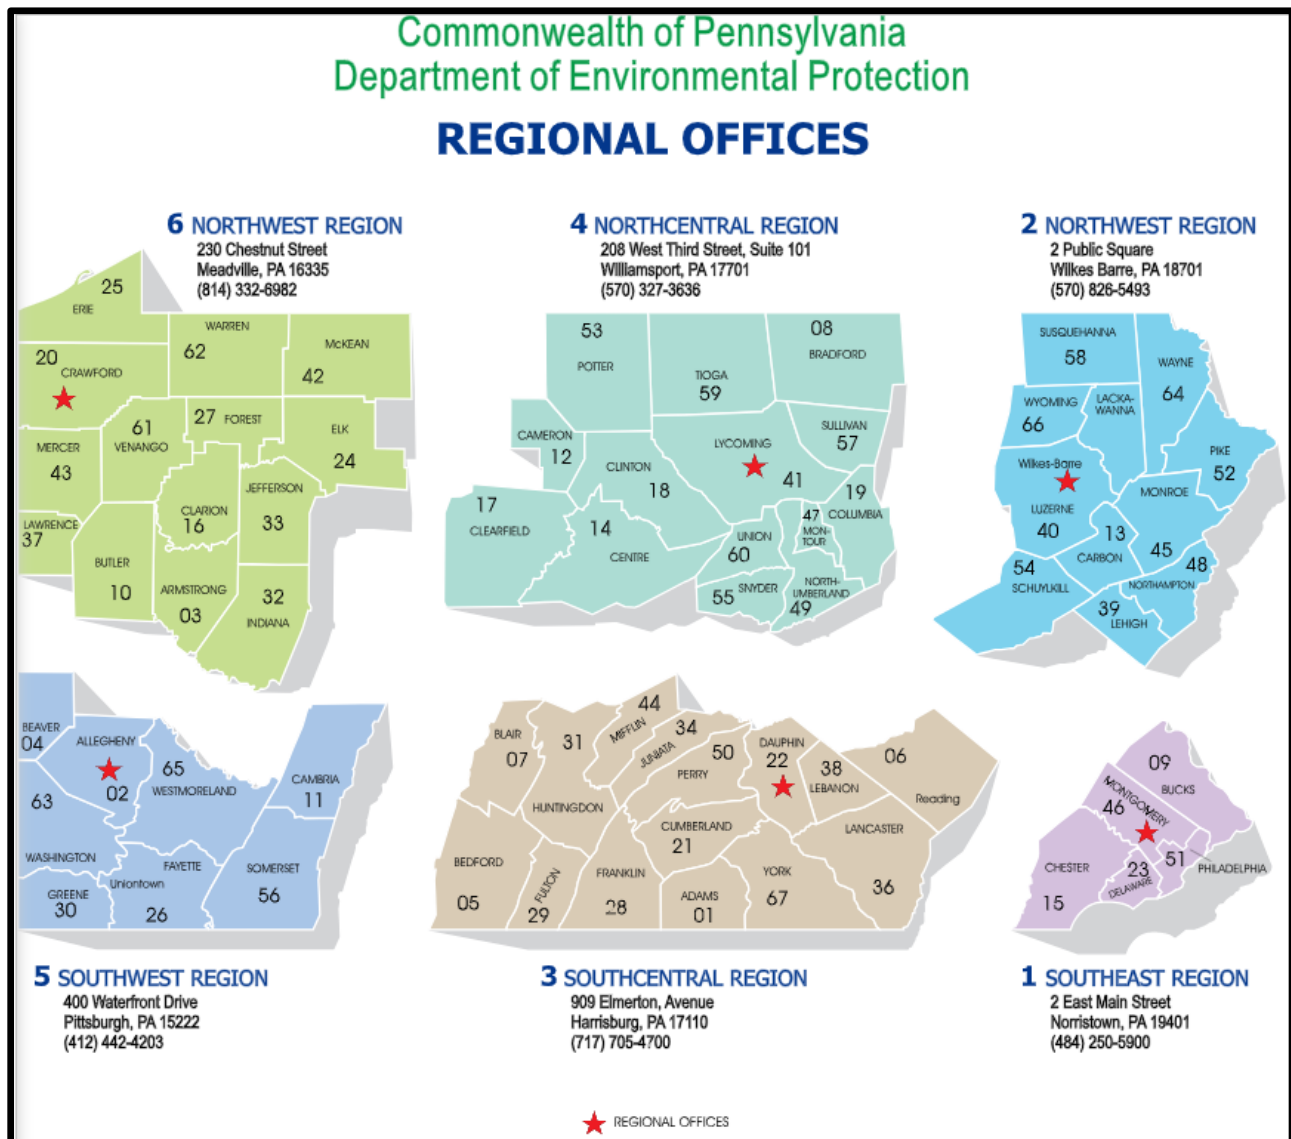 Commonwealth of Pennsylvania
Department of Environmental Protection
REGIONAL OFFICES
6 NORTHWEST REGION
230 Chestnut Street
Meadville, PA 16335
(814) 332-6982
25
ERIE
WARREN
62
McKEAN
42
20
CRAWFORD
61
VENANGO
27 FOREST
ELK
24
MERCER
43
JEFFERSON
33
CLARION
16
LAWRENCE
37
BUTLER
10
ARMSTRONG
03
32
INDIANA
4 NORTHCENTRAL REGION
208 West Third Street, Suite 101
Williamsport, PA 17701
(570) 327-3636
53
POTTER
TIOGA
59
08
BRADFORD
CAMERON
12
CLINTON
18
LYCOMING
41
SULLIVAN
57
17
CLEARFIELD
14
CENTRE
19
COLUMBIA
47
MON-
TOUR
UNION
60
55 SNYDER
NORTH-
UMBERLAND
49
2 NORTHWEST REGION
2 Public Square
Wilkes Barre, PA 18701
(570) 826-5493
SUSQUEHANNA
58
WAYNE
64
WYOMING
66
LACKA-
WANNA
PIKE
52
Wilkes-Barre
LUZERNE
40
MONROE
45
13
CARBON
54
SCHUYLKILL
48
NORTHAMPTON
39
LEHIGH
BEAVER
04
ALLEGHENY
02
65
WESTMORELAND
CAMBRIA
11
63
WASHINGTON
FAYETTE
Uniontown
26
SOMERSET
56
GREENE
30
5 SOUTHWEST REGION
400 Waterfront Drive
Pittsburgh, PA 15222
(412) 442-4203
BLAIR
07
31
HUNTINGDON
44
MIFFLIN
34
JUNIATA
50
PERRY
DAUPHIN
22
38
LEBANON
06
Reading
CUMBERLAND
21
LANCASTER
36
BEDFORD
05
FULTON
29
FRANKLIN
28
ADAMS
01
YORK
67
3 SOUTHCENTRAL REGION
909 Elmerton, Avenue
Harrisburg, PA 17110
(717) 705-4700
09
BUCKS
MONTGOMERY
46
CHESTER
15
23
DELAWARE
51
PHILADELPHIA
1 SOUTHEAST REGION
2 East Main Street
Norristown, PA 19401
(484) 250-5900
REGIONAL OFFICES